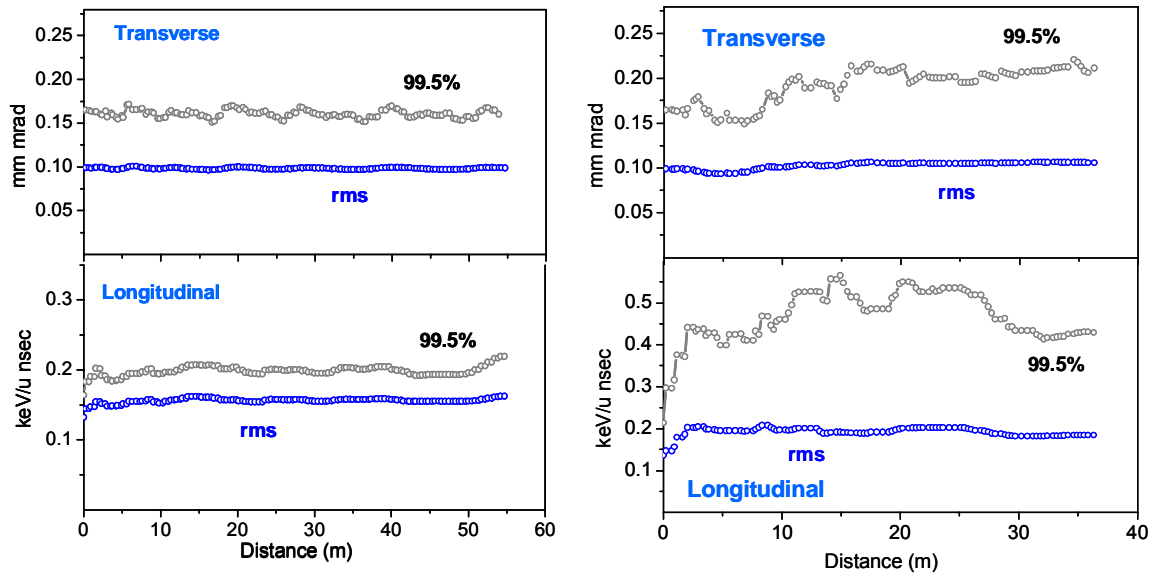 0.25
0.20
0.15
0.10
0.05
mm mrad
Transverse
99.5%
rms
0.3
0.2
0.1
keV/u nsec
Longitudinal
99.5%
rms
0 10 20 30 40 50 60
Distance (m)
0.25
0.20
0.15
0.10
0.05
mm mrad
Transverse
99.5%
rms
0.5
0.4
0.3
0.2
0.1
keV/u nsec
99.5%
rms
Longitudinal
0 10 20 30 40
Distance (m)